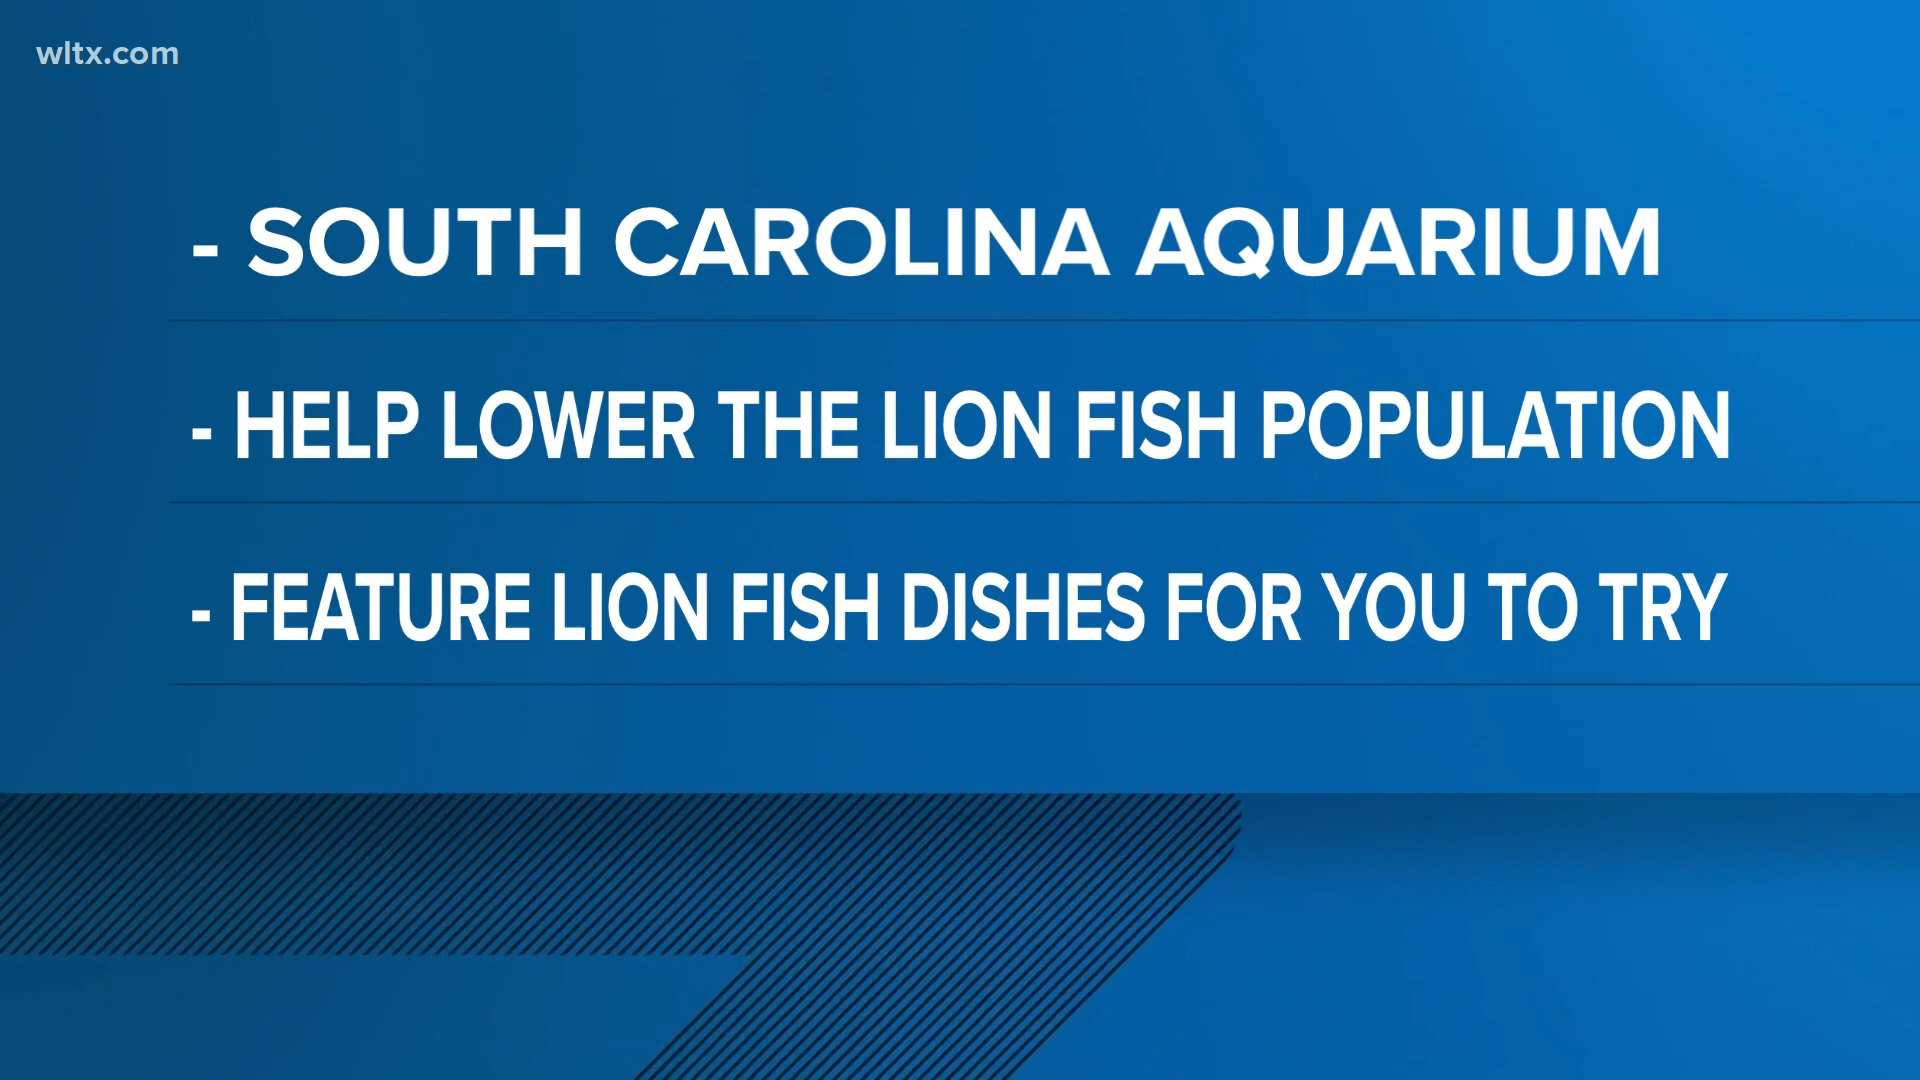 wltx.com
- SOUTH CAROLINA AQUARIUM
- HELP LOWER THE LION FISH POPULATION
- FEATURE LION FISH DISHES FOR YOU TO TRY